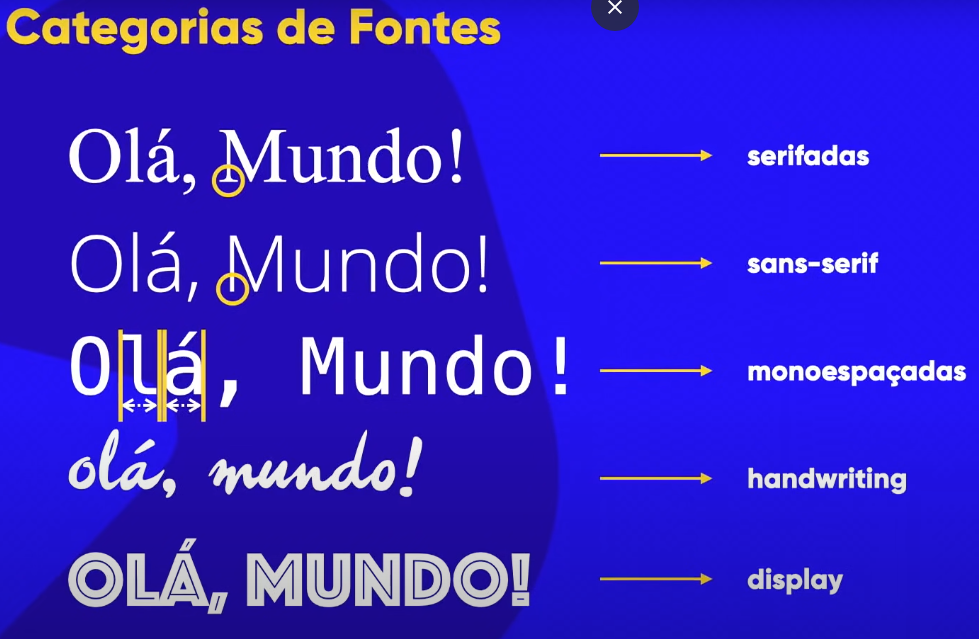 Categorias de Fontes
Olá, Mundo! serifadas
Olá, Mundo! sans-serif
Olá, Mundo! monoespaçadas
olá, mundo! handwriting
OLÁ, MUNDO! display